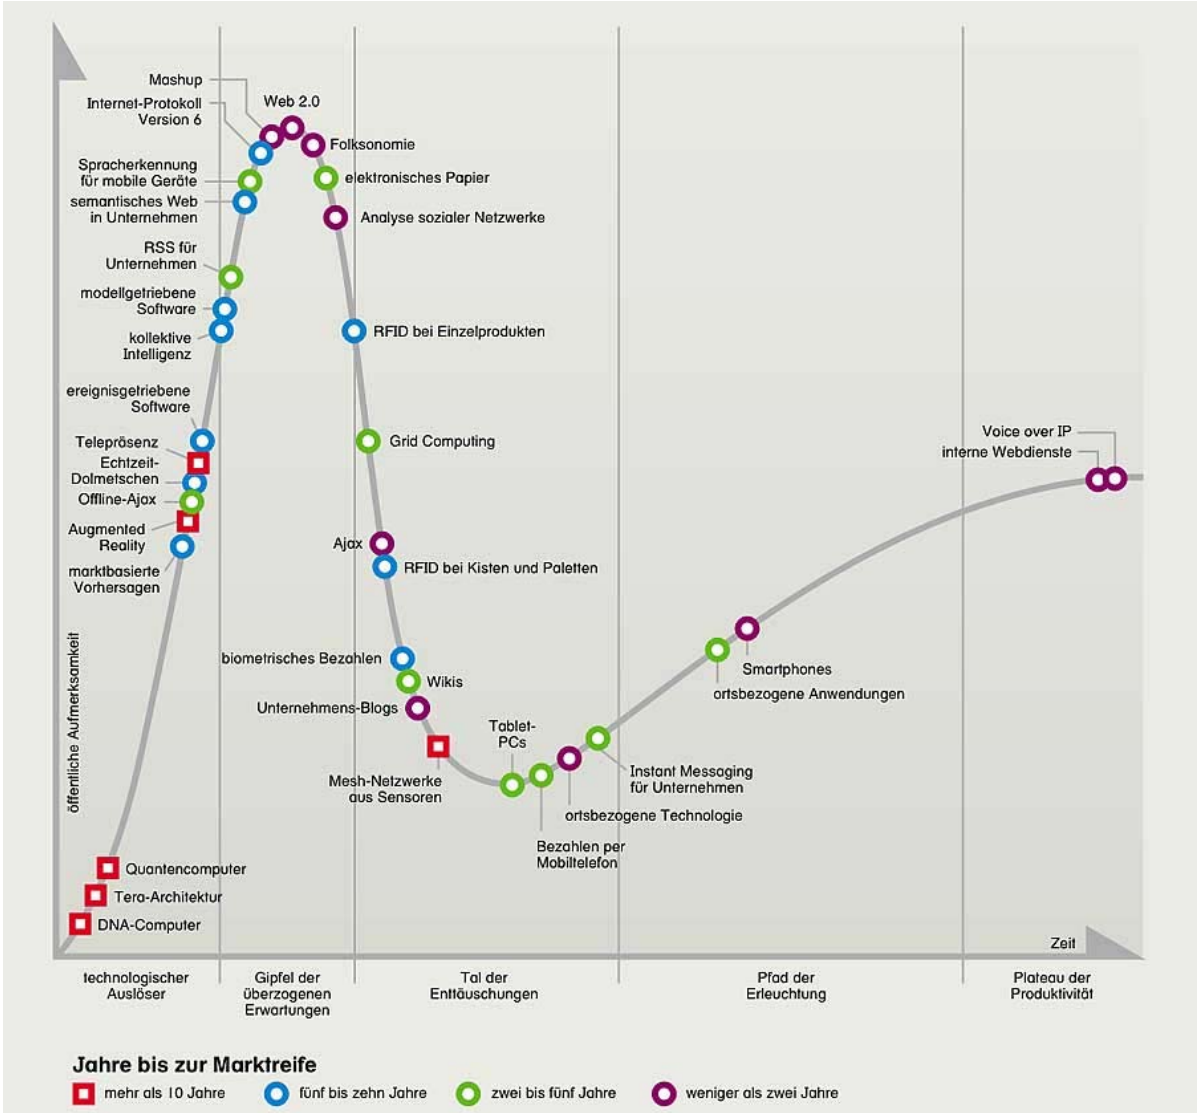 Mashup
Internet-Protokoll
Version 6
Web 2.0
Folksonomie
Spracherkennung
für mobile Geräte
elektronisches Papier
semantisches Web
in Unternehmen
Analyse sozialer Netzwerke
RSS für
Unternehmen
modellgetriebene
Software
kollektive
Intelligenz
RFID bei Einzelprodukten
ereignisgetriebene
Software
Telepräsenz
Echtzeit-
Dolmetschen
Offline-Ajax
Augmented
Reality
marktbasierte
Vorhersagen
Grid Computing
Voice over IP
interne Webdienste
Ajax
RFID bei Kisten und Paletten
biometrisches Bezahlen
Wikis
Unternehmens-Blogs
Mesh-Netzwerke
aus Sensoren
Tablet-
PCs
Smartphones
ortsbezogene Anwendungen
Instant Messaging
für Unternehmen
ortsbezogene Technologie
Bezahlen per
Mobiltelefon
öffentliche Aufmerksamkeit
Quantencomputer
Tera-Architektur
DNA-Computer
Zeit
technologischer
Auslöser
Gipfel der
überzogenen
Erwartungen
Tal der
Enttäuschungen
Pfad der
Erleuchtung
Plateau der
Produktivität
Jahre bis zur Marktreife
mehr als 10 Jahre
fünf bis zehn Jahre
zwei bis fünf Jahre
weniger als zwei Jahre